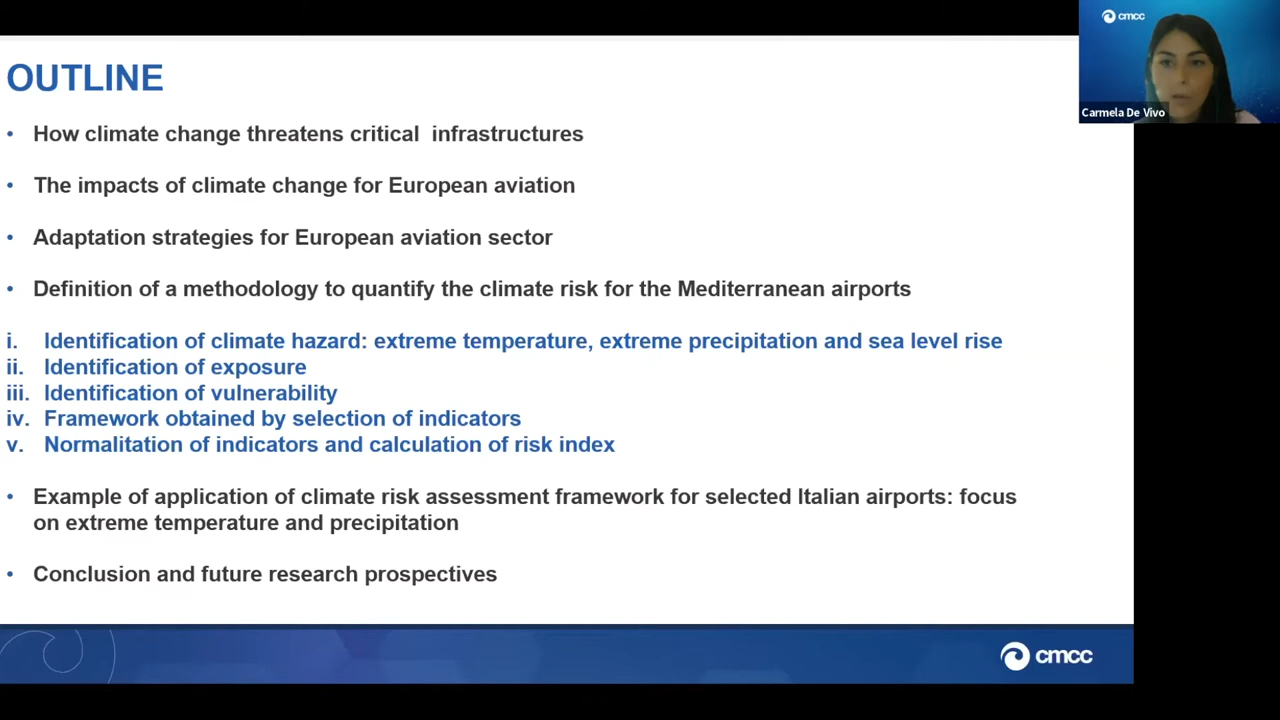 cmcc
Carmela De Vivo
OUTLINE
• How climate change threatens critical infrastructures
• The impacts of climate change for European aviation
• Adaptation strategies for European aviation sector
• Definition of a methodology to quantify the climate risk for the Mediterranean airports
i. Identification of climate hazard: extreme temperature, extreme precipitation and sea level rise
ii. Identification of exposure
iii. Identification of vulnerability
iv. Framework obtained by selection of indicators
v. Normalitation of indicators and calculation of risk index
• Example of application of climate risk assessment framework for selected Italian airports: focus
on extreme temperature and precipitation
• Conclusion and future research prospectives
cmcc